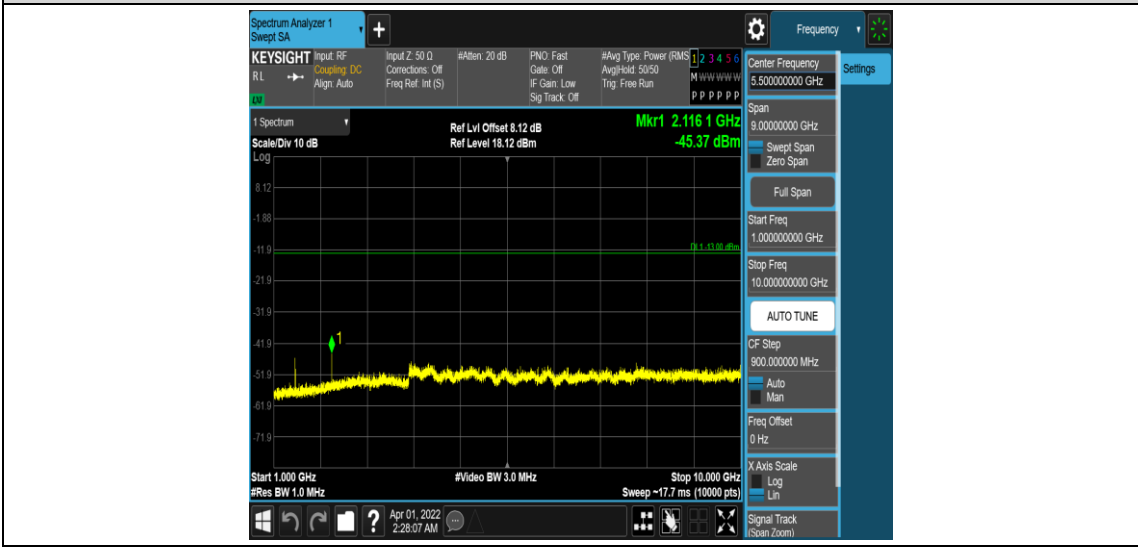 Spectrum Analyzer 1
Swept SA
+
Frequency
KEYSIGHT
R L
LXI
Input: RF
Coupling: DC
Align: Auto
Input Z: 50 Ω
Corrections: Off
Freq Ref: Int (S)
#Atten: 20 dB
PNO: Fast
Gate: Off
IF Gain: Low
Sig Track: Off
#Avg Type: Power (RMS
Avg|Hold: 50/50
Trig: Free Run
1 2 3 4 5 6
M W W W W W
P P P P P P
Center Frequency
5.500000000 GHz
Settings
Span
9.00000000 GHz
Swept Span
Zero Span
Full Span
Start Freq
1.000000000 GHz
Stop Freq
10.000000000 GHz
AUTO TUNE
CF Step
900.000000 MHz
Auto
Man
Freq Offset
0 Hz
X Axis Scale
Log
Lin
Signal Track
(Span Zoom)
1 Spectrum
Scale/Div 10 dB
Log
Ref Lvl Offset 8.12 dB
Ref Level 18.12 dBm
Mkr1 2.116 1 GHz
-45.37 dBm
8.12
-1.88
-11.9
DL1 -13.00 dBm
-21.9
-31.9
-41.9
1
-51.9
-61.9
-71.9
Start 1.000 GHz
#Res BW 1.0 MHz
#Video BW 3.0 MHz
Stop 10.000 GHz
Sweep ~17.7 ms (10000 pts)
?
Apr 01, 2022
2:28:07 AM